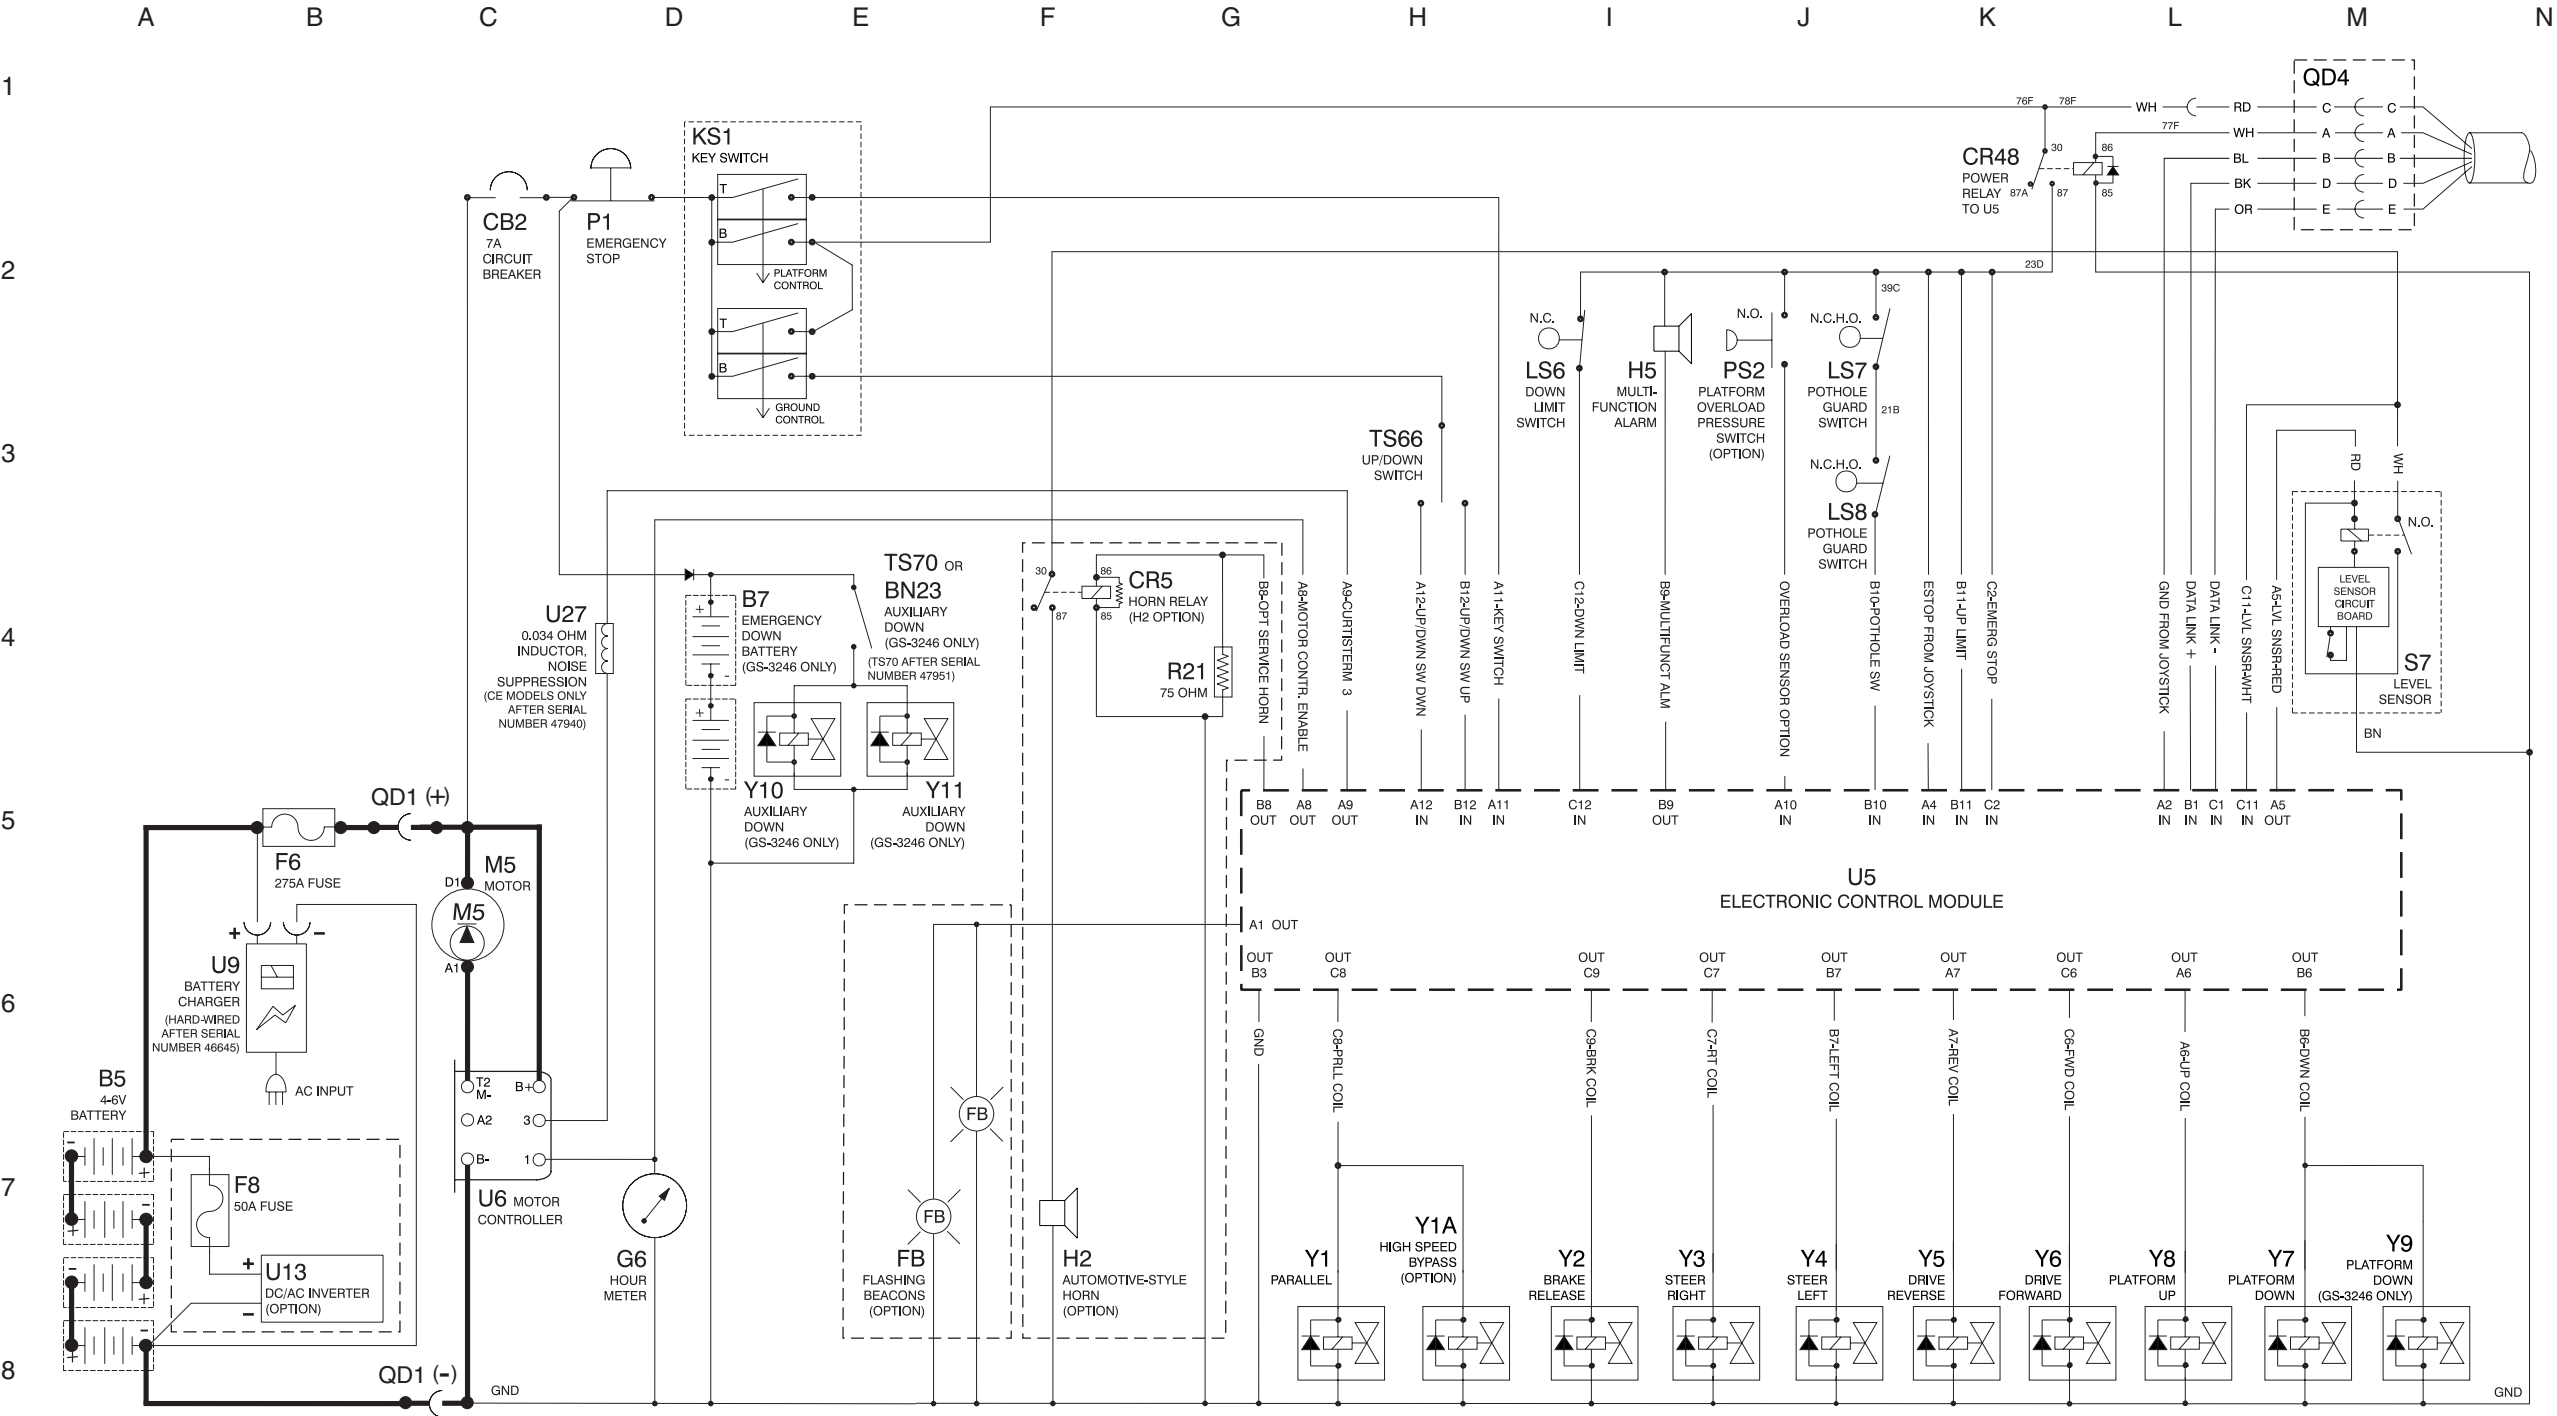 A B C D E F G H I J K L M N
1
2
3
4
5
6
7
8
QD4
76F 78F
WH RD C C
77F WH A A
BL B B
BK D D
OR E E
CR48
POWER
RELAY
TO U5
30
86
87A 87 85
KS1
KEY SWITCH
T
B
PLATFORM
CONTROL
T
B
GROUND
CONTROL
CB2
7A
CIRCUIT
BREAKER
P1
EMERGENCY
STOP
23D
39C
N.C.
LS6
DOWN
LIMIT
SWITCH
H5
MULTI-
FUNCTION
ALARM
N.O.
PS2
PLATFORM
OVERLOAD
PRESSURE
SWITCH
(OPTION)
N.C.H.O.
LS7
POTHOLE
GUARD
SWITCH
21B
N.C.H.O.
LS8
POTHOLE
GUARD
SWITCH
TS66
UP/DOWN
SWITCH
RD
WH
N.O.
LEVEL
SENSOR
CIRCUIT
BOARD
S7
LEVEL
SENSOR
BN
TS70 OR
BN23
AUXILIARY
DOWN
(GS-3246 ONLY)
(TS70 AFTER SERIAL
NUMBER 47951)
U27
0.034 OHM
INDUCTOR,
NOISE
SUPPRESSION
(CE MODELS ONLY
AFTER SERIAL
NUMBER 47940)
+
B7
EMERGENCY
DOWN
BATTERY
(GS-3246 ONLY)
-
+
-
Y10
AUXILIARY
DOWN
(GS-3246 ONLY)
Y11
AUXILIARY
DOWN
(GS-3246 ONLY)
30
87
86
85
CR5
HORN RELAY
(H2 OPTION)
R21
75 OHM
B8-OPT SERVICE HORN
A8-MOTOR CONTR. ENABLE
A9-CURTISTERM 3
A12-UP/DWN SW DWN
B12-UP/DWN SW UP
A11-KEY SWITCH
C12-DWN LIMIT
B9-MULTIFUNCT ALM
OVERLOAD SENSOR OPTION
B10-POTHOLE SW
ESTOP FROM JOYSTICK
B11-UP LIMIT
C2-EMERG STOP
GND FROM JOYSTICK
DATA LINK +
DATA LINK -
C11-LVL SNSR-WHT
A5-LVL SNSR-RED
B8 A8 A9 A12 B12 A11 C12 B9 A10 B10 A4 B11 C2 A2 B1 C1 C11 A5
OUT OUT OUT IN IN IN IN OUT IN IN IN IN IN IN IN IN IN OUT
U5
ELECTRONIC CONTROL MODULE
A1 OUT
OUT OUT OUT OUT OUT OUT OUT OUT OUT
B3 C8 C9 C7 B7 A7 C6 A6 B6
GND
C8-PRLL COIL
C9-BRK COIL
C7-RT COIL
B7-LEFT COIL
A7-REV COIL
C6-FWD COIL
A6-UP COIL
B6-DWN COIL
QD1 (+)
F6
275A FUSE
M5
MOTOR
D1
M5
A1
+ −
U9
BATTERY
CHARGER
(HARD-WIRED
AFTER SERIAL
NUMBER 46645)
AC INPUT
B5
4-6V
BATTERY
-
+
-
+
-
+
-
+
F8
50A FUSE
+
U13
DC/AC INVERTER
(OPTION)
−
T2
M-
B+
A2
3
B-
1
U6 MOTOR
CONTROLLER
G6
HOUR
METER
FB
FB
FB
FLASHING
BEACONS
(OPTION)
H2
AUTOMOTIVE-STYLE
HORN
(OPTION)
Y1
PARALLEL
Y1A
HIGH SPEED
BYPASS
(OPTION)
Y2
BRAKE
RELEASE
Y3
STEER
RIGHT
Y4
STEER
LEFT
Y5
DRIVE
REVERSE
Y6
DRIVE
FORWARD
Y8
PLATFORM
UP
Y7
PLATFORM
DOWN
Y9
PLATFORM
DOWN
(GS-3246 ONLY)
QD1 (-)
GND
GND